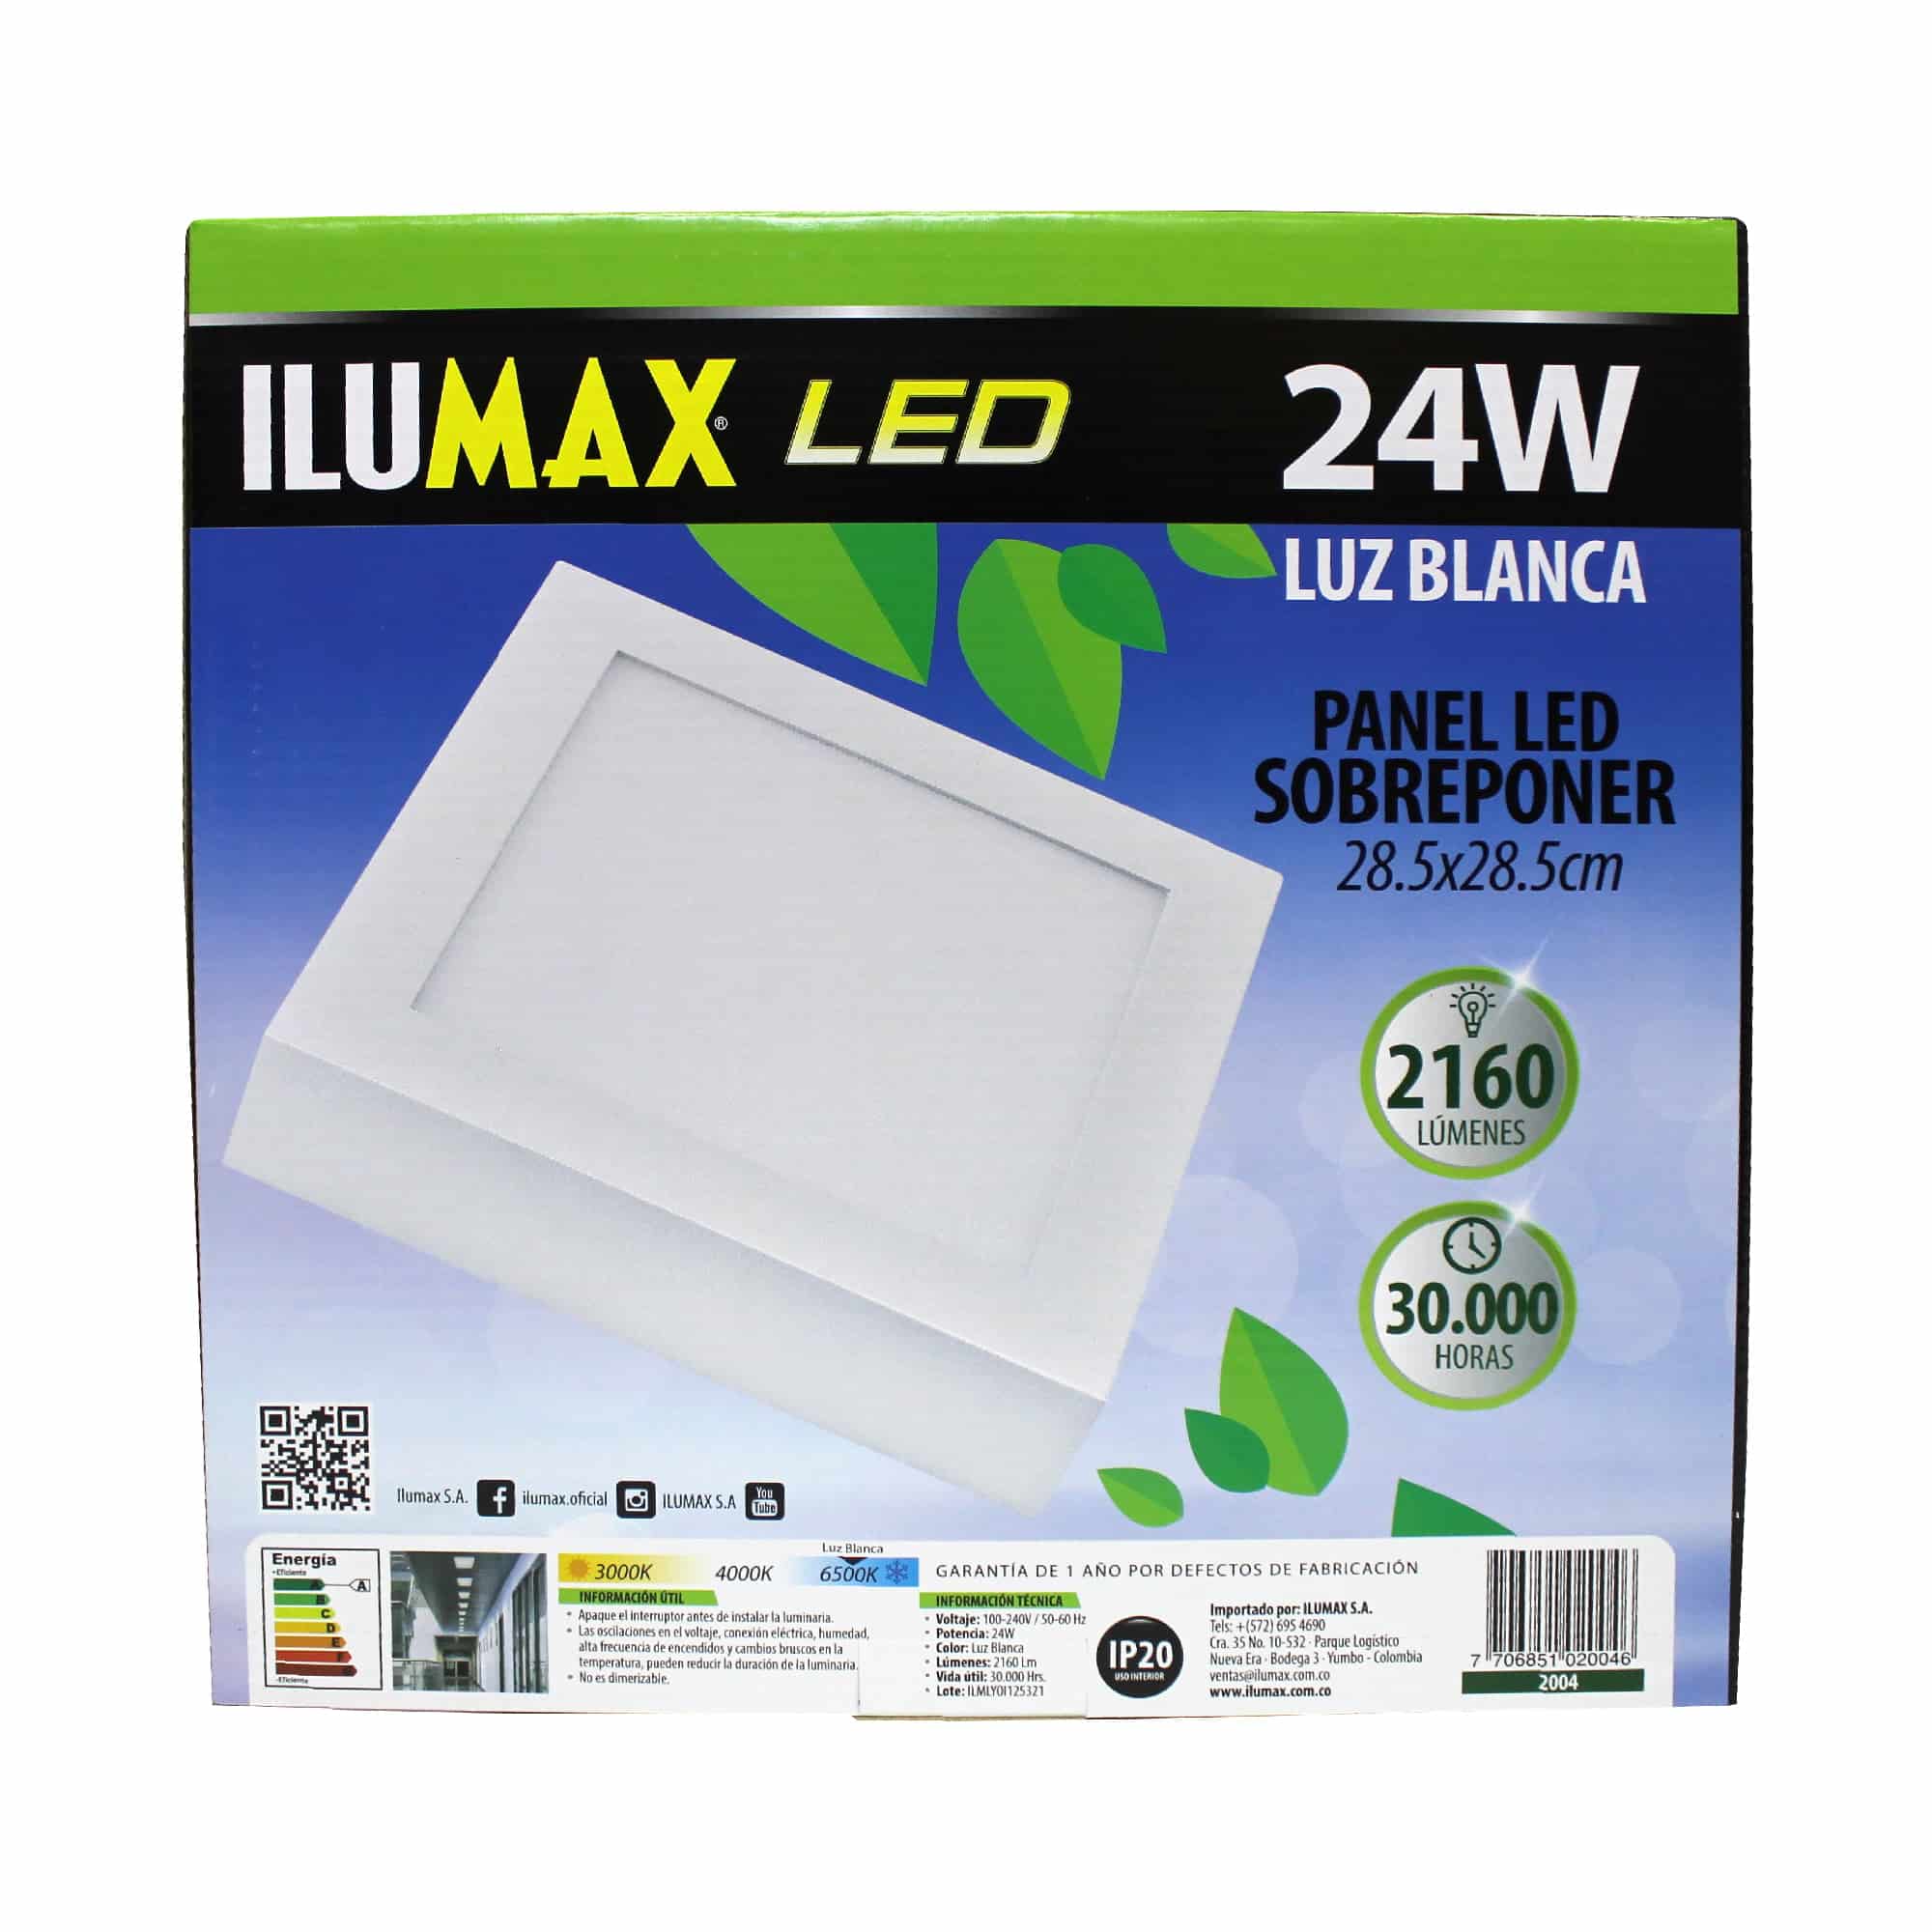 ILUMAX® LED 24W
LUZ BLANCA
PANEL LED
SOBREPONER
28.5x28.5cm
2160
LÚMENES
30.000
HORAS
Ilumax S.A. f ilumax.oficial ILUMAX S.A You Tube
Energía
+Eficiente
A A
B
C
D
E
F
G
-Eficiente
Luz Blanca
3000K 4000K 6500K
INFORMACIÓN ÚTIL
• Apaque el interruptor antes de instalar la luminaria.
• Las oscilaciones en el voltaje, conexión eléctrica, humedad,
alta frecuencia de encendidos y cambios bruscos en la
temperatura, pueden reducir la duración de la luminaria.
• No es dimerizable.
GARANTÍA DE 1 AÑO POR DEFECTOS DE FABRICACIÓN
INFORMACIÓN TÉCNICA
• Voltaje: 100-240V / 50-60 Hz
• Potencia: 24W
• Color: Luz Blanca
• Lúmenes: 2160 Lm
• Vida útil: 30.000 Hrs.
• Lote: ILMLYOI125321
IP20
USO INTERIOR
Importado por: ILUMAX S.A.
Tels: +(572) 695 4690
Cra. 35 No. 10-532 - Parque Logístico
Nueva Era - Bodega 3 - Yumbo - Colombia
ventas@ilumax.com.co
www.ilumax.com.co
7 706851 020046
2004